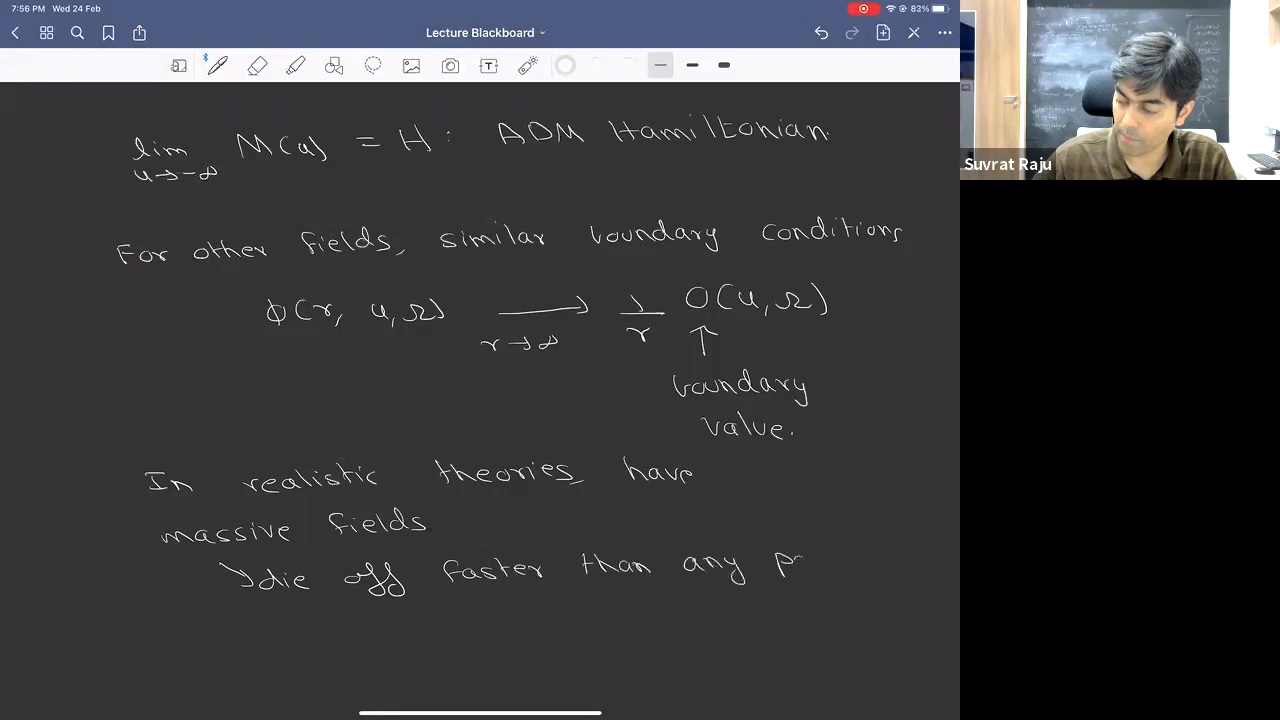 7:56 PM Wed 24 Feb
82%
Lecture Blackboard
lim M(u) = H : ADM Hamiltonian.
u→-∞
For other fields, similar boundary conditions
φ(r, u, Ω) ⟶ 1/r O(u, Ω)
r→∞ ↑
boundary
value.
In realistic theories, have
massive fields
↳ die off faster than any p
Suvrat Raju